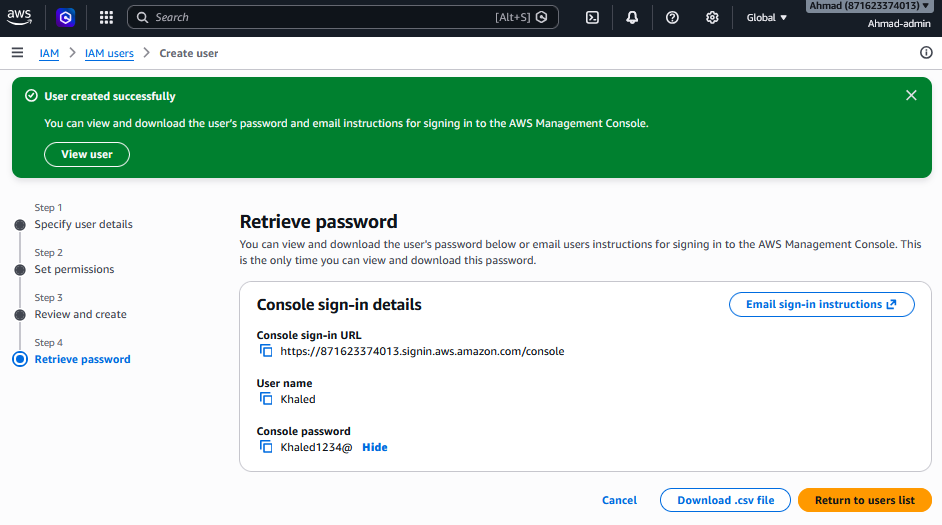 aws
Search
[Alt+S]
Global
Ahmad (871623374013)
Ahmad-admin
IAM
IAM users
Create user
User created successfully
You can view and download the user's password and email instructions for signing in to the AWS Management Console.
View user
Step 1
Specify user details
Step 2
Set permissions
Step 3
Review and create
Step 4
Retrieve password
Retrieve password
You can view and download the user's password below or email users instructions for signing in to the AWS Management Console. This
is the only time you can view and download this password.
Console sign-in details
Email sign-in instructions
Console sign-in URL
https://871623374013.signin.aws.amazon.com/console
User name
Khaled
Console password
Khaled1234@ Hide
Cancel
Download .csv file
Return to users list